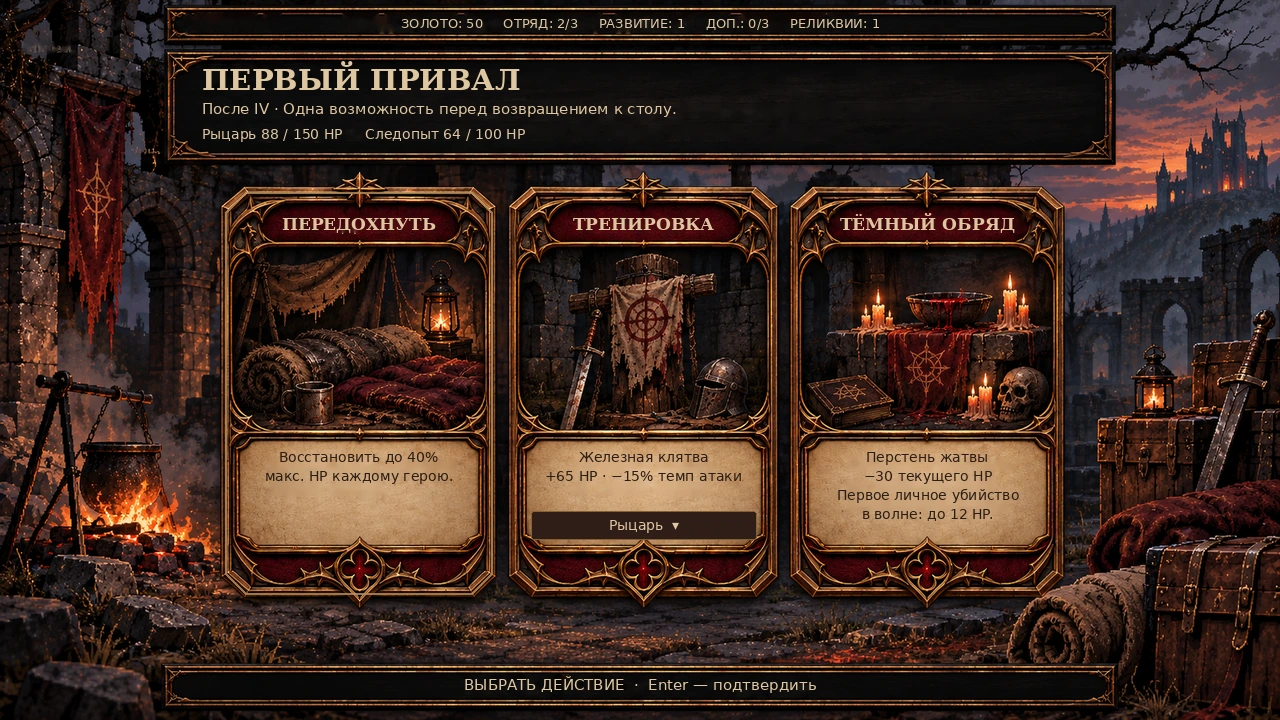 ЗОЛОТО: 50 ОТРЯД: 2/3 РАЗВИТИЕ: 1 ДОП.: 0/3 РЕЛИКВИИ: 1
ПЕРВЫЙ ПРИВАЛ
После IV · Одна возможность перед возвращением к столу.
Рыцарь 88 / 150 HP Следопыт 64 / 100 HP
ПЕРЕДОХНУТЬ
Восстановить до 40%
макс. HP каждому герою.
ТРЕНИРОВКА
Железная клятва
+65 HP · −15% темп атаки
Рыцарь ▾
ТЁМНЫЙ ОБРЯД
Перстень жатвы
−30 текущего HP
Первое личное убийство
в волне: до 12 HP.
ВЫБРАТЬ ДЕЙСТВИЕ · Enter — подтвердить